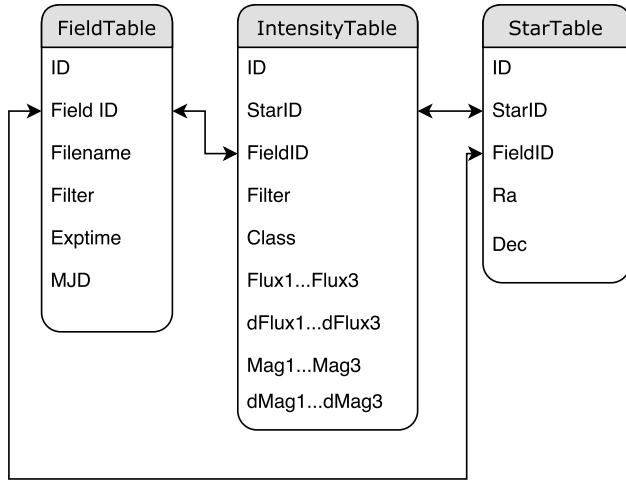 FieldTable
ID
Field ID
Filename
Filter
Exptime
MJD
IntensityTable
ID
StarID
FieldID
Filter
Class
Flux1...Flux3
dFlux1...dFlux3
Mag1...Mag3
dMag1...dMag3
StarTable
ID
StarID
FieldID
Ra
Dec